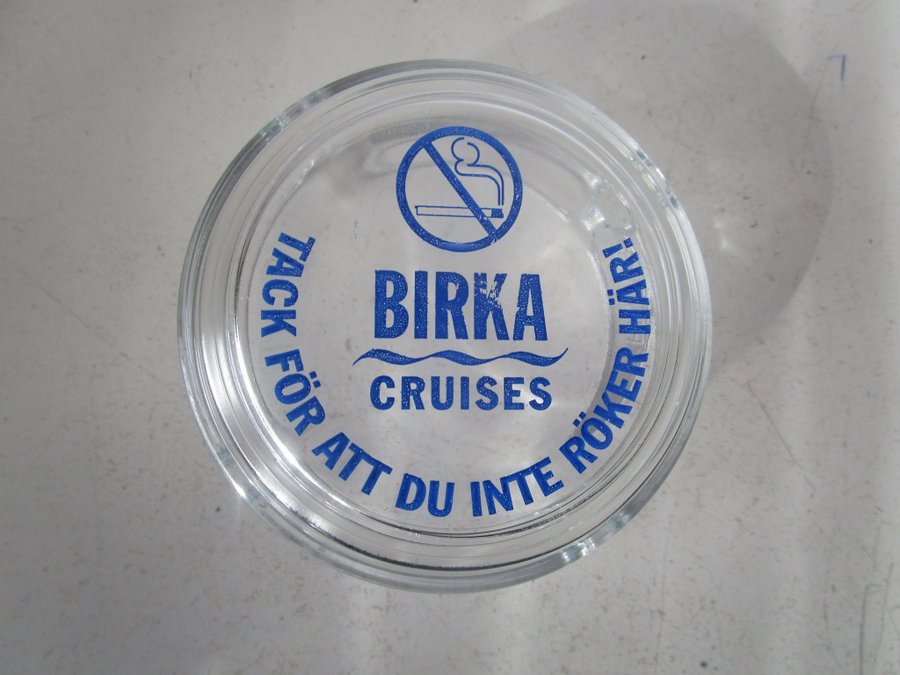 BIRKA
CRUISES
TACK FÖR ATT DU INTE RÖKER HÄR!